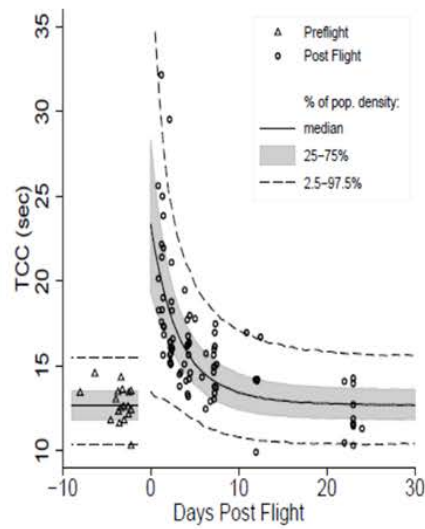 35
30
25
20
15
10
TCC (sec)
Preflight
Post Flight
% of pop. density:
median
25–75%
2.5–97.5%
−10 0 10 20 30
Days Post Flight